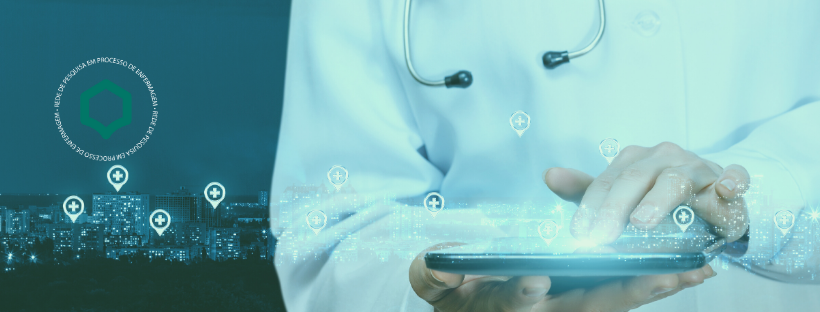 REDE DE PESQUISA EM PROCESSO DE ENFERMAGEM • REDE DE PESQUISA EM PROCESSO DE ENFERMAGEM •